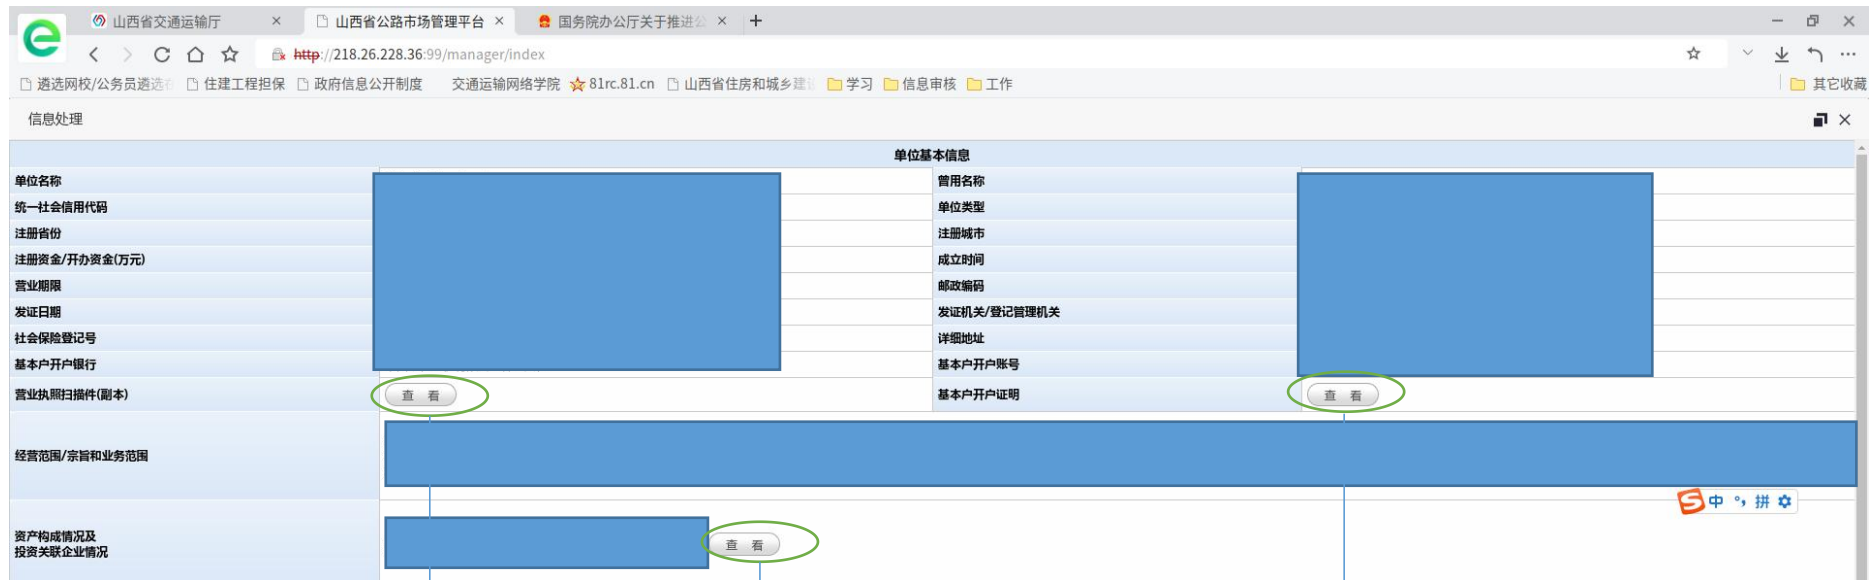 山西省交通运输厅 × 山西省公路市场管理平台 × 国务院办公厅关于推进公 × +
http://218.26.228.36:99/manager/index
遴选网校/公务员遴选在 住建工程担保 政府信息公开制度 交通运输网络学院 81rc.81.cn 山西省住房和城乡建设 学习 信息审核 工作 其它收藏
信息处理
单位基本信息
单位名称 曾用名称
统一社会信用代码 单位类型
注册省份 注册城市
注册资金/开办资金(万元) 成立时间
营业期限 邮政编码
发证日期 发证机关/登记管理机关
社会保险登记号 详细地址
基本户开户银行 基本户开户账号
营业执照扫描件(副本) 查 看 基本户开户证明 查 看
经营范围/宗旨和业务范围
中 °, 拼
资产构成情况及
投资关联企业情况 查 看